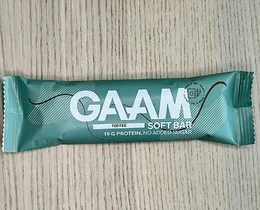 GAAM
TOFFEE
SOFT BAR
19 G PROTEIN, NO ADDED SUGAR